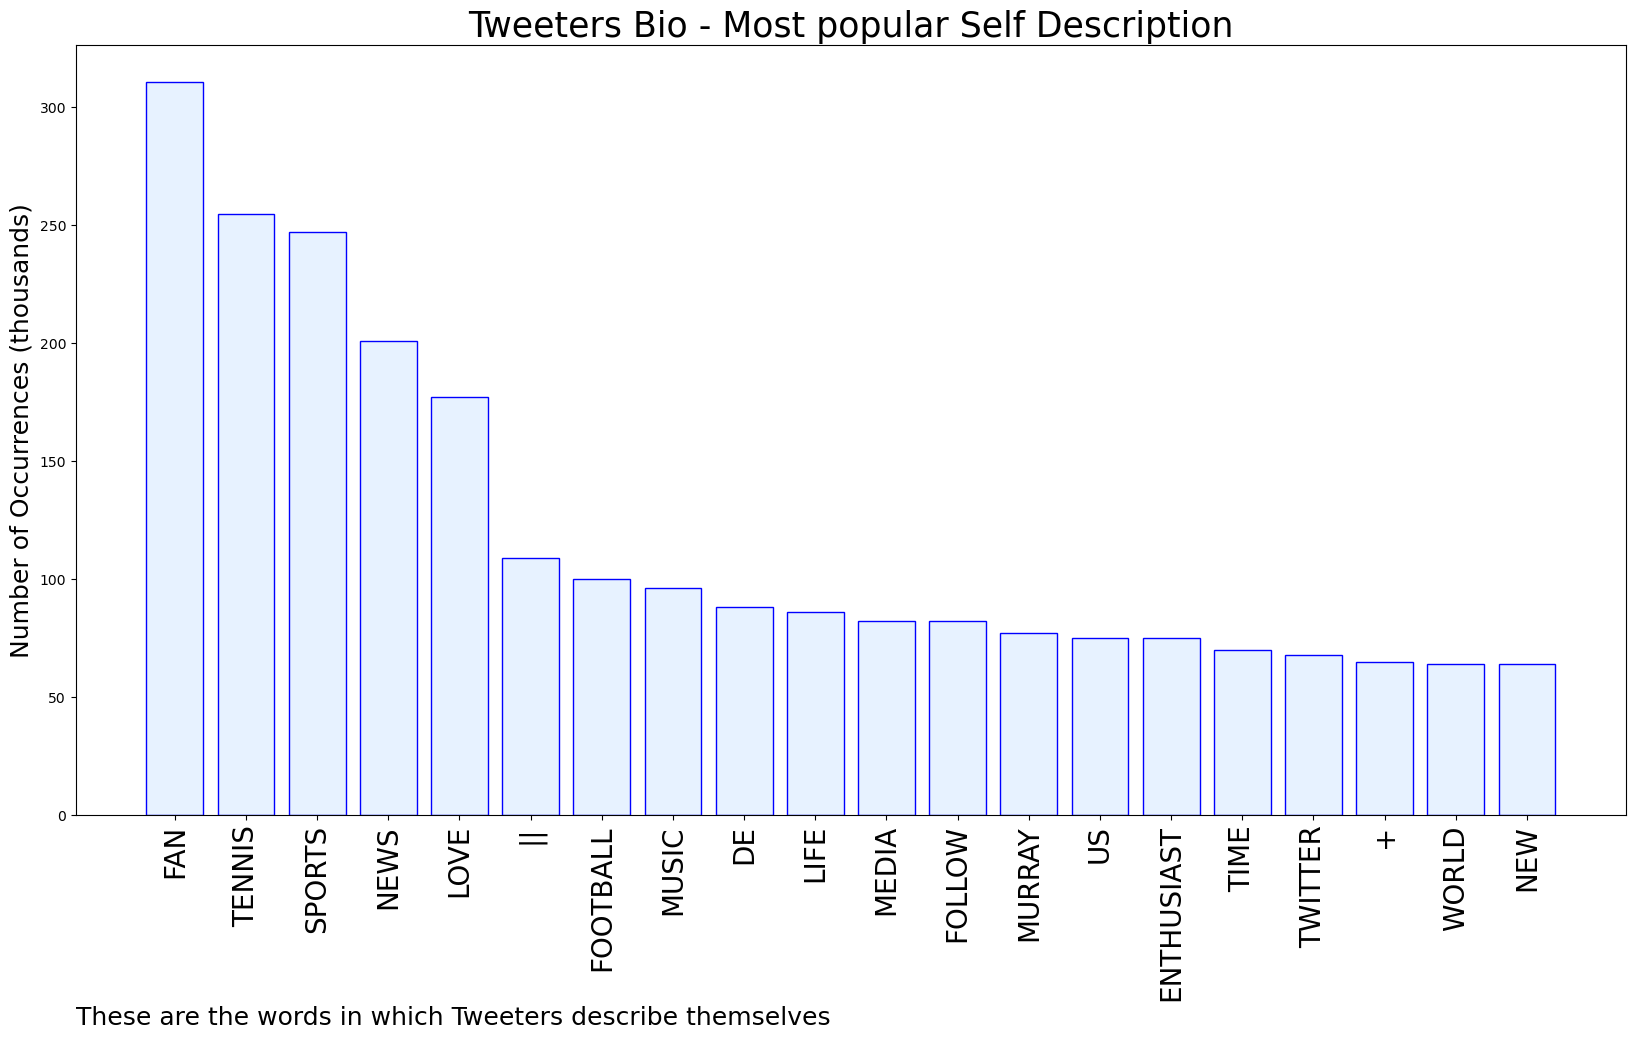 Tweeters Bio - Most popular Self Description
Number of Occurrences (thousands)
300
250
200
150
100
50
0
FAN
TENNIS
SPORTS
NEWS
LOVE
||
FOOTBALL
MUSIC
DE
LIFE
MEDIA
FOLLOW
MURRAY
US
ENTHUSIAST
TIME
TWITTER
+
WORLD
NEW
These are the words in which Tweeters describe themselves